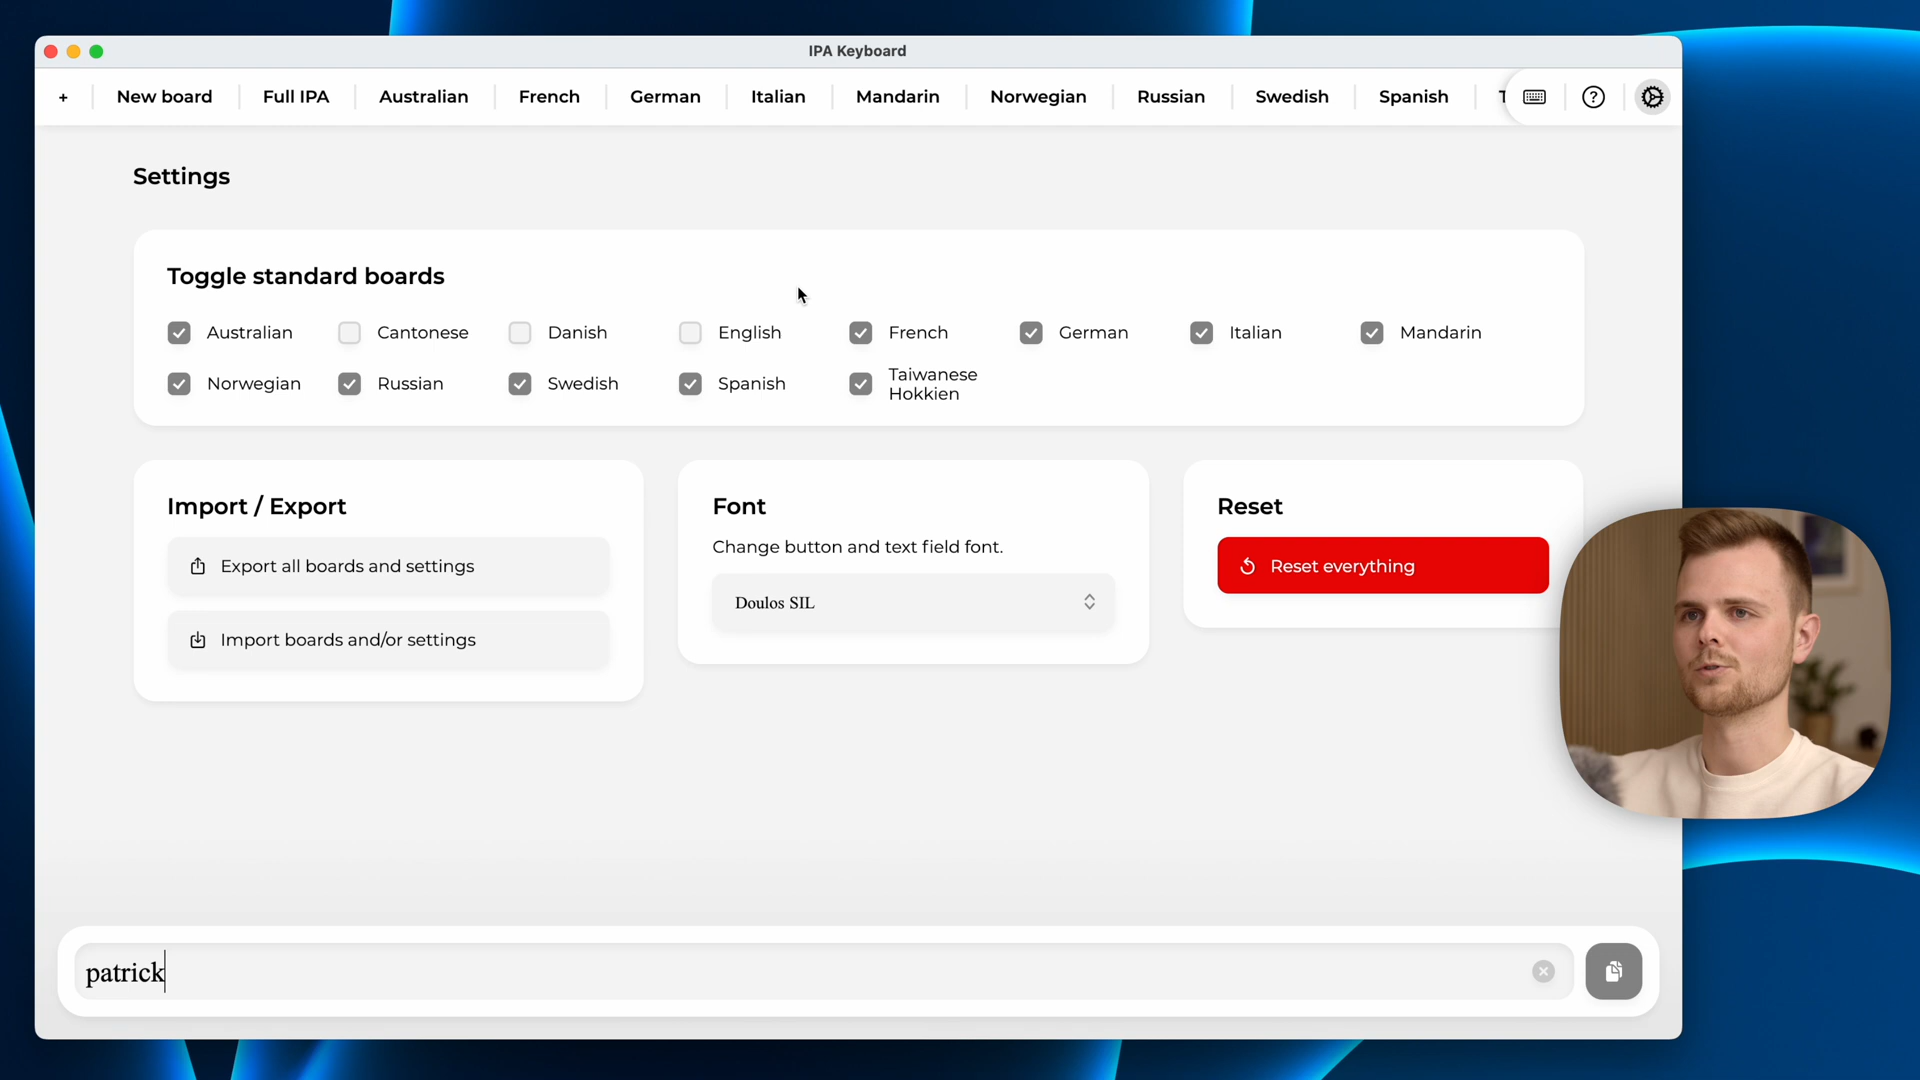 IPA Keyboard
+ New board Full IPA Australian French German Italian Mandarin Norwegian Russian Swedish Spanish
Settings
Toggle standard boards
Australian Cantonese Danish English French German Italian Mandarin
Norwegian Russian Swedish Spanish Taiwanese
Hokkien
Import / Export
Export all boards and settings
Import boards and/or settings
Font
Change button and text field font.
Doulos SIL
Reset
Reset everything
patrick